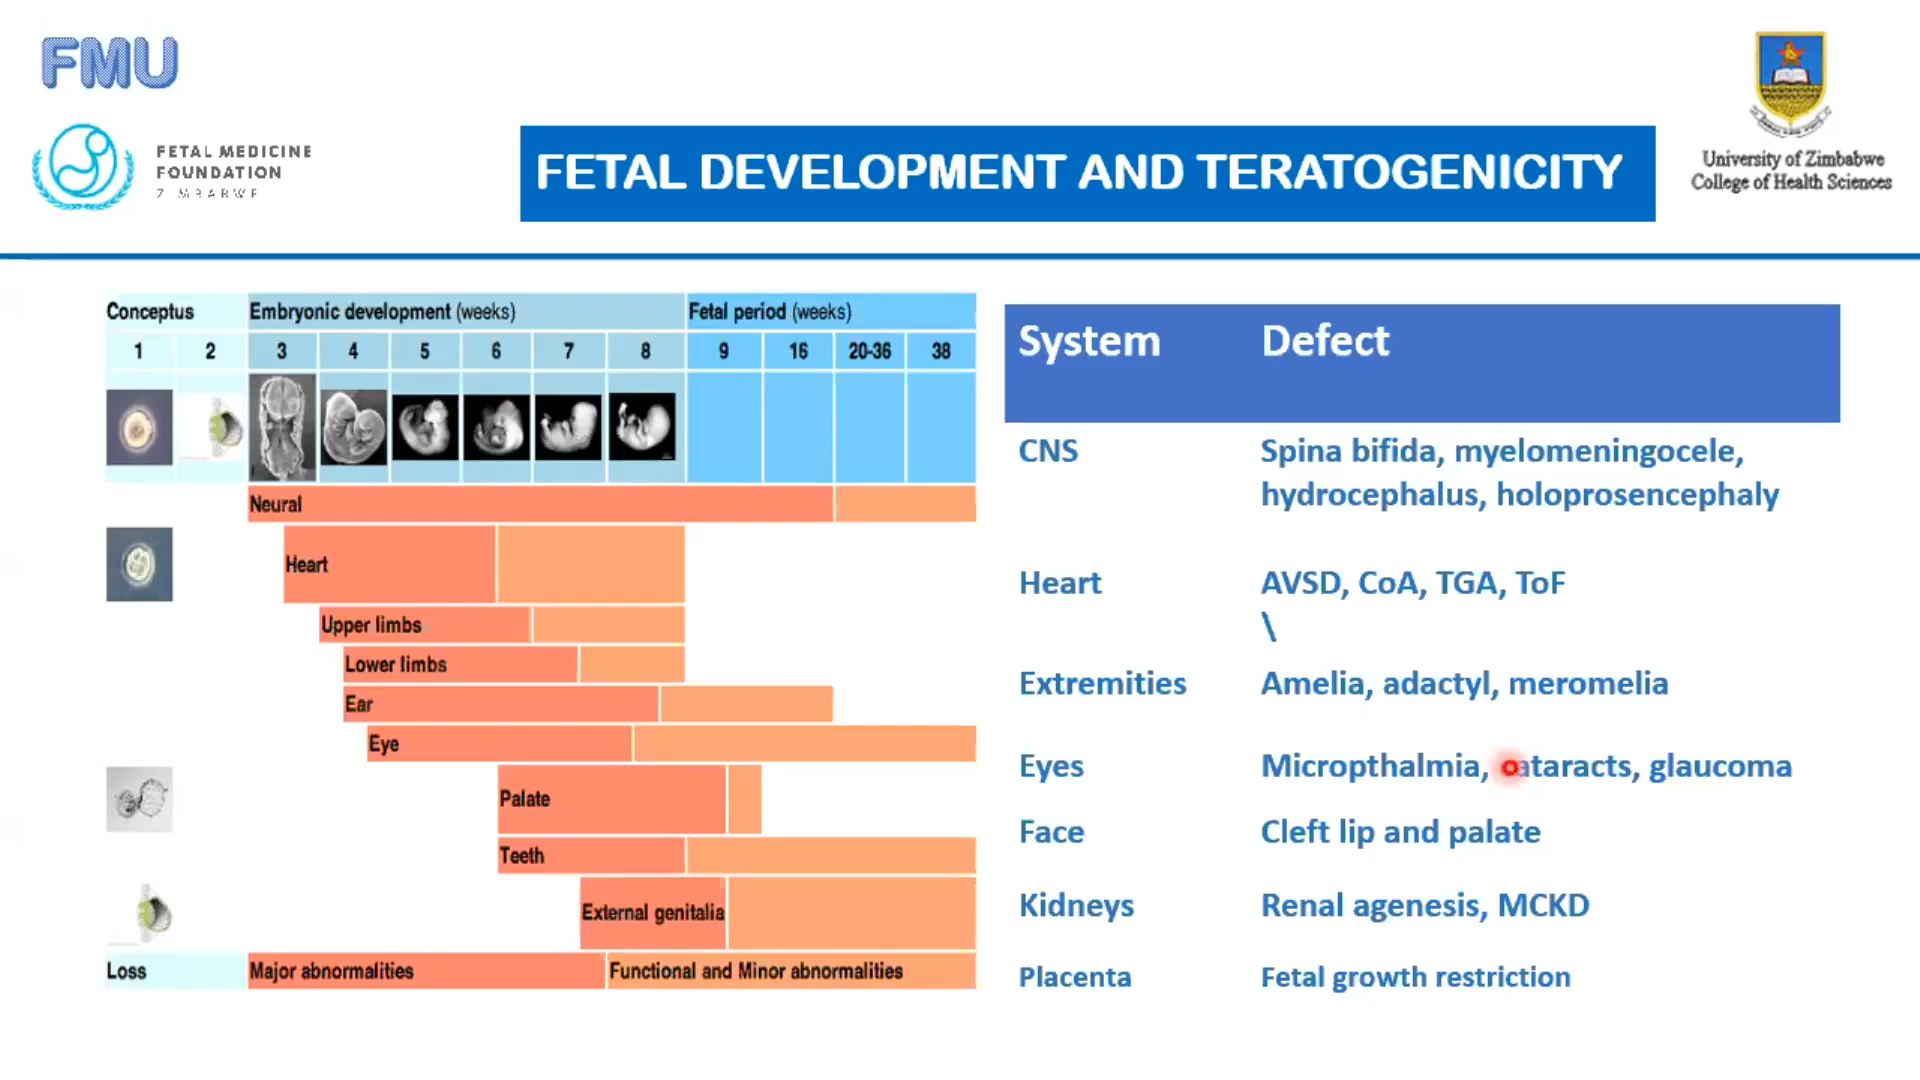 FMU
FETAL MEDICINE
FOUNDATION
ZIMBABWE
FETAL DEVELOPMENT AND TERATOGENICITY
University of Zimbabwe
College of Health Sciences
Conceptus Embryonic development (weeks) Fetal period (weeks)
1 2 3 4 5 6 7 8 9 16 20-36 38
Neural
Heart
Upper limbs
Lower limbs
Ear
Eye
Palate
Teeth
External genitalia
Loss Major abnormalities Functional and Minor abnormalities
System Defect
CNS Spina bifida, myelomeningocele,
hydrocephalus, holoprosencephaly
Heart AVSD, CoA, TGA, ToF
\
Extremities Amelia, adactyl, meromelia
Eyes Micropthalmia, cataracts, glaucoma
Face Cleft lip and palate
Kidneys Renal agenesis, MCKD
Placenta Fetal growth restriction